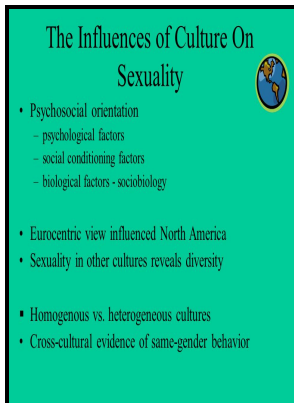 The Influences of Culture On
Sexuality
• Psychosocial orientation
– psychological factors
– social conditioning factors
– biological factors - sociobiology
• Eurocentric view influenced North America
• Sexuality in other cultures reveals diversity
▪ Homogenous vs. heterogeneous cultures
• Cross-cultural evidence of same-gender behavior